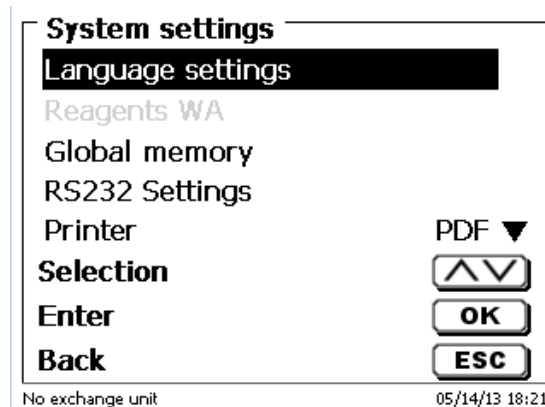 System settings
Language settings
Reagents WA
Global memory
RS232 Settings
Printer PDF ▼
Selection
Enter OK
Back ESC
No exchange unit 05/14/13 18:21